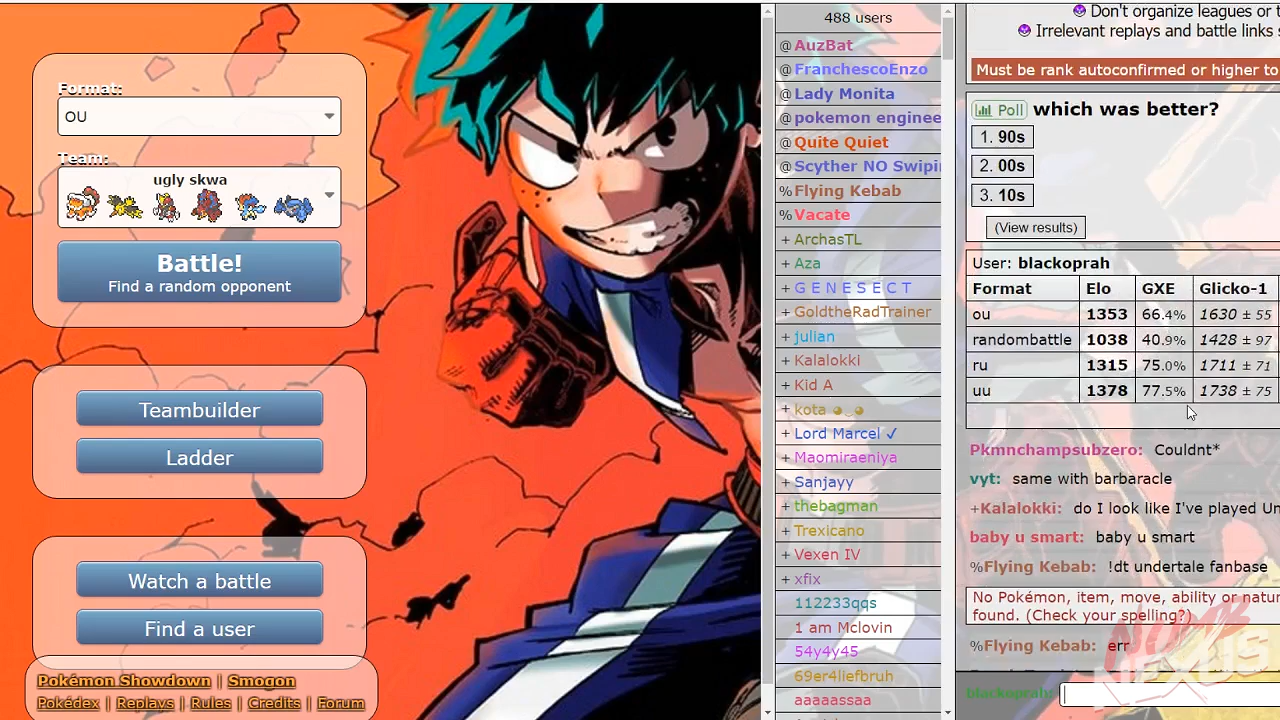 Format:
OU
Team:
ugly skwa
Battle!
Find a random opponent
Teambuilder
Ladder
Watch a battle
Find a user
Pokémon Showdown | Smogon
Pokédex | Replays | Rules | Credits | Forum
488 users
@ AuzBat
@ FranchescoEnzo
@ Lady Monita
@ pokemon enginee
@ Quite Quiet
@ Scyther NO Swipi
% Flying Kebab
% Vacate
+ ArchasTL
+ Aza
+ G E N E S E C T
+ GoldtheRadTrainer
+ julian
+ Kalalokki
+ Kid A
+ kota ◕‿◕
+ Lord Marcel ✓
+ Maomiraeniya
+ Sanjayy
+ thebagman
+ Trexicano
+ Vexen IV
+ xfix
112233qqs
1 am Mclovin
54y4y45
69er4liefbruh
aaaaassaa
Don't organize leagues or t
Irrelevant replays and battle links
Must be rank autoconfirmed or higher to
Poll which was better?
1. 90s
2. 00s
3. 10s
(View results)
User: blackoprah
Format Elo GXE Glicko-1
ou 1353 66.4% 1630 ± 55
randombattle 1038 40.9% 1428 ± 97
ru 1315 75.0% 1711 ± 71
uu 1378 77.5% 1738 ± 75
Pkmnchampsubzero: Couldnt*
vyt: same with barbaracle
+Kalalokki: do I look like I've played Un
baby u smart: baby u smart
%Flying Kebab: !dt undertale fanbase
No Pokémon, item, move, ability or natur
found. (Check your spelling?)
%Flying Kebab: err
blackoprah: